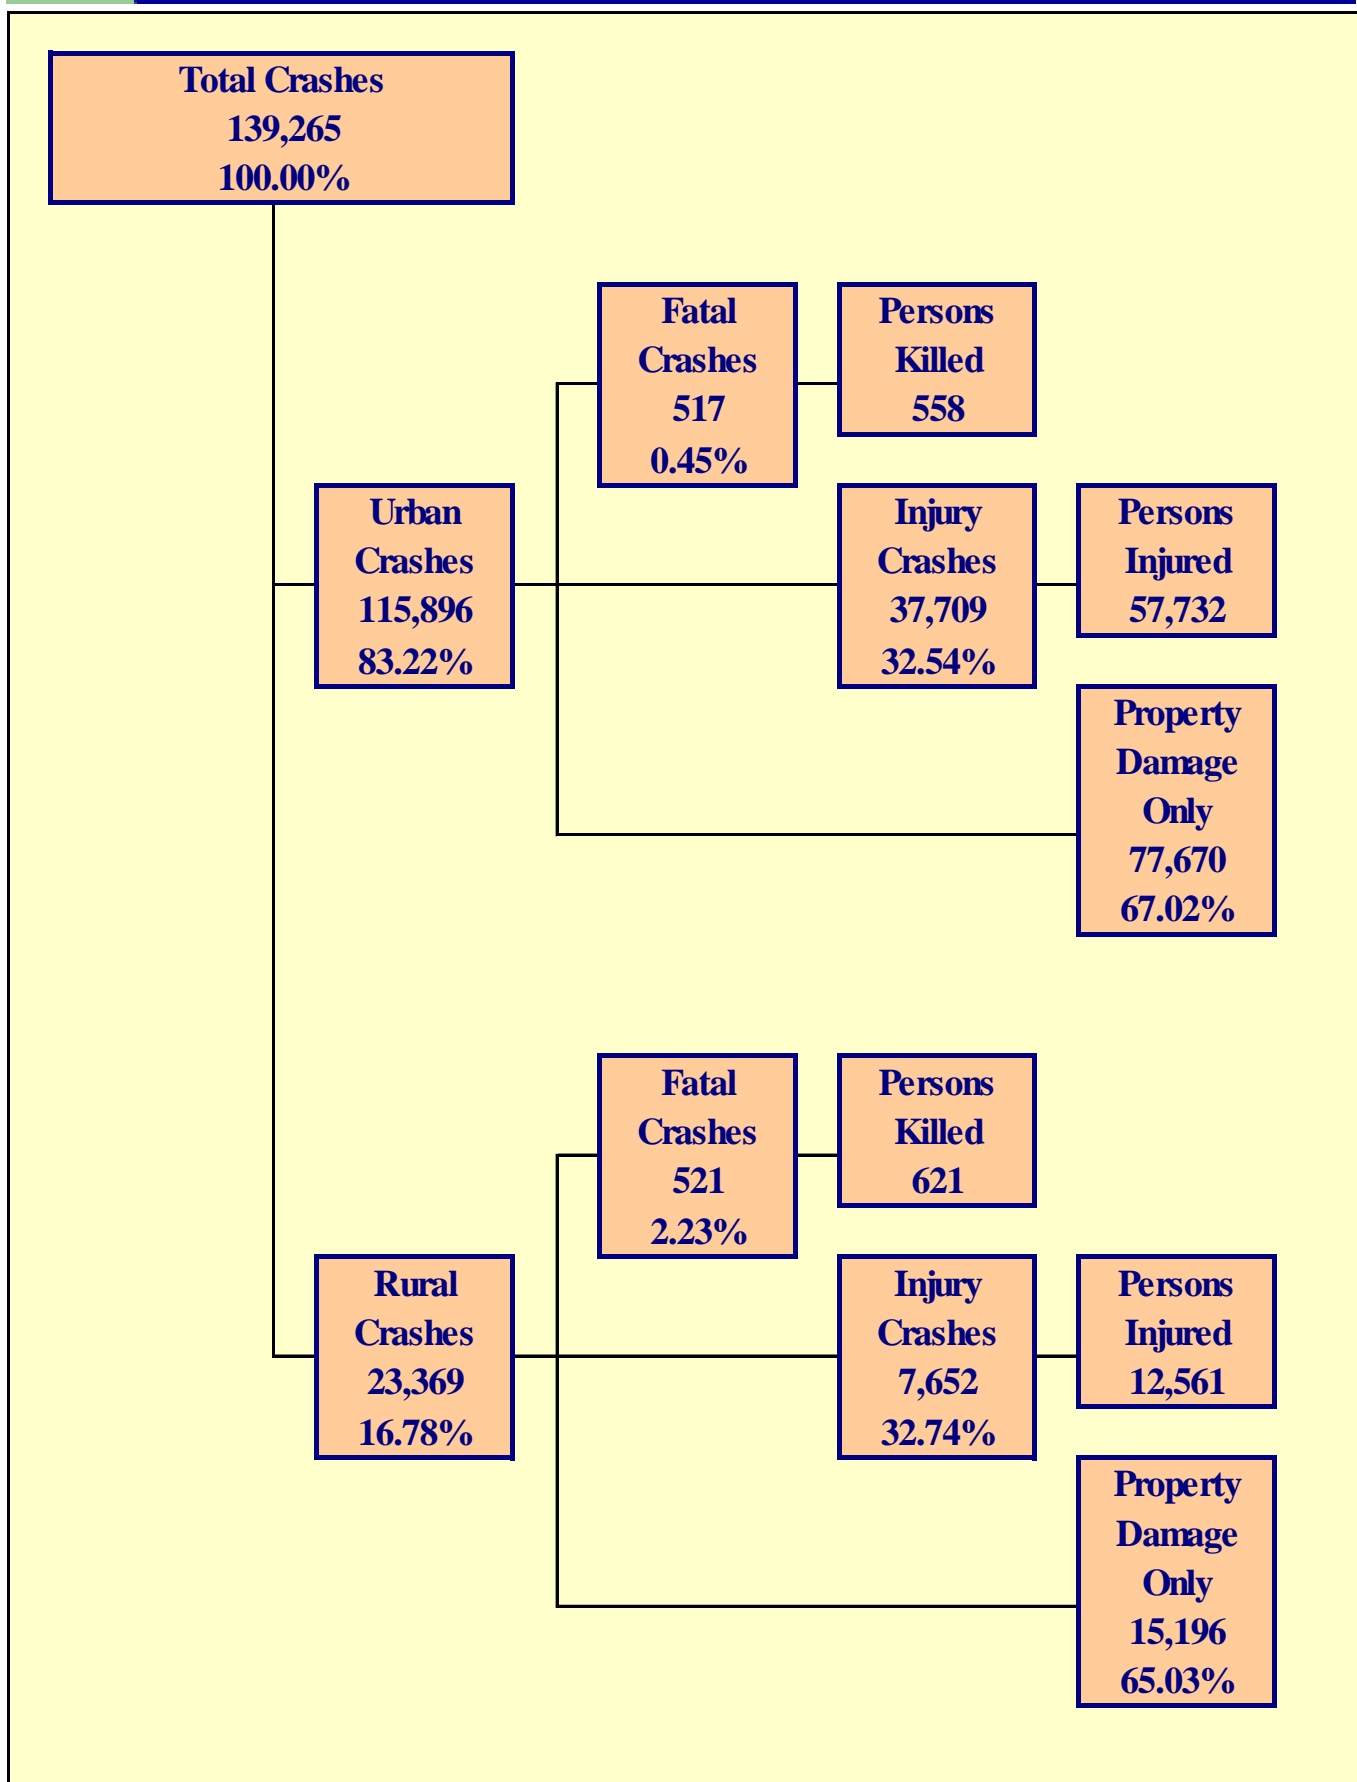 Total Crashes
139,265
100.00%
Fatal
Crashes
517
0.45%
Persons
Killed
558
Urban
Crashes
115,896
83.22%
Injury
Crashes
37,709
32.54%
Persons
Injured
57,732
Property
Damage
Only
77,670
67.02%
Fatal
Crashes
521
2.23%
Persons
Killed
621
Rural
Crashes
23,369
16.78%
Injury
Crashes
7,652
32.74%
Persons
Injured
12,561
Property
Damage
Only
15,196
65.03%